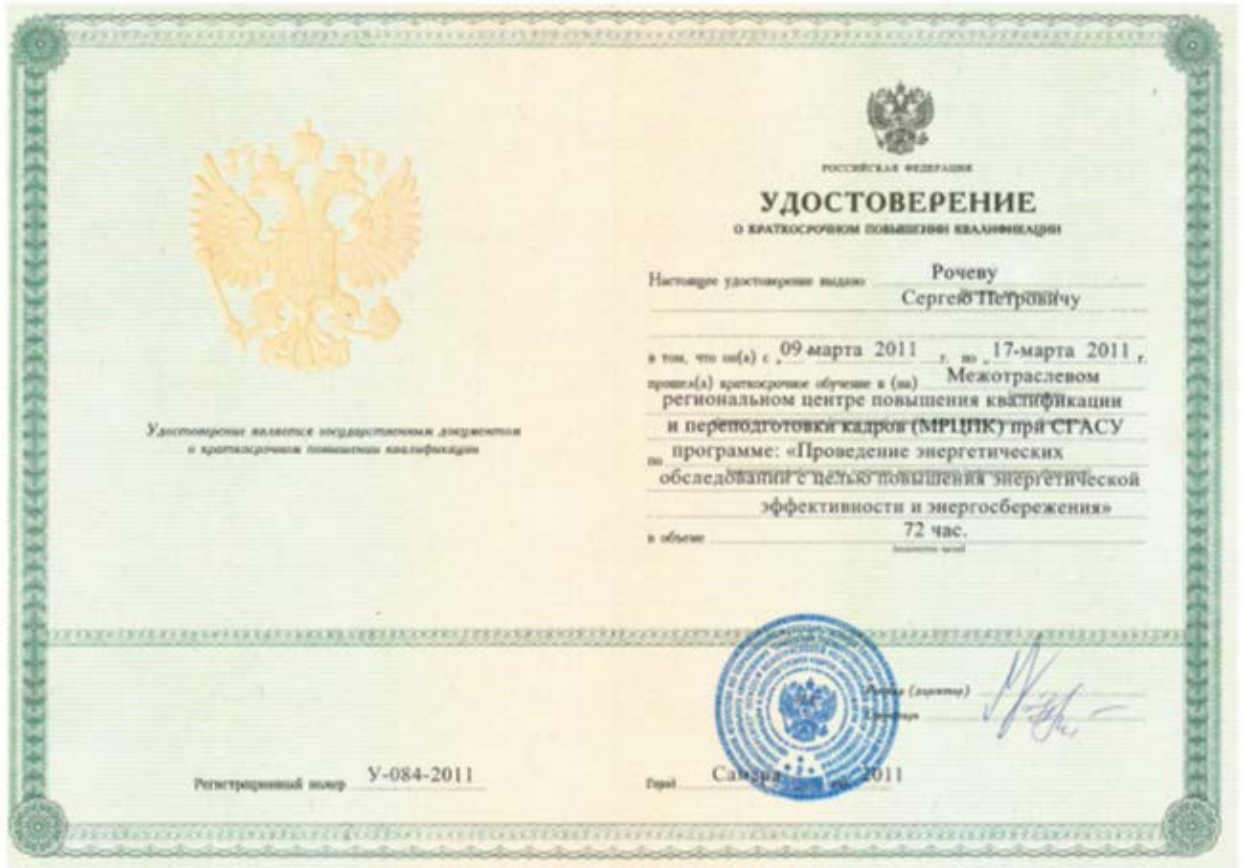 Удостоверение является государственным документом
о краткосрочном повышении квалификации
Регистрационный номер У-084-2011
РОССИЙСКАЯ ФЕДЕРАЦИЯ
УДОСТОВЕРЕНИЕ
О КРАТКОСРОЧНОМ ПОВЫШЕНИИ КВАЛИФИКАЦИИ
Настоящее удостоверение выдано Рочеву
Сергею Петровичу
в том, что он(а) с 09 марта 2011 г. по 17 марта 2011 г.
прошел(а) краткосрочное обучение в (на) Межотраслевом
региональном центре повышения квалификации
и переподготовки кадров (МРЦПК) при СГАСУ
по программе: «Проведение энергетических
обследований с целью повышения энергетической
эффективности и энергосбережения»
в объеме 72 час.
(количество часов)
Ректор (директор)
Секретарь
Город Самара 2011